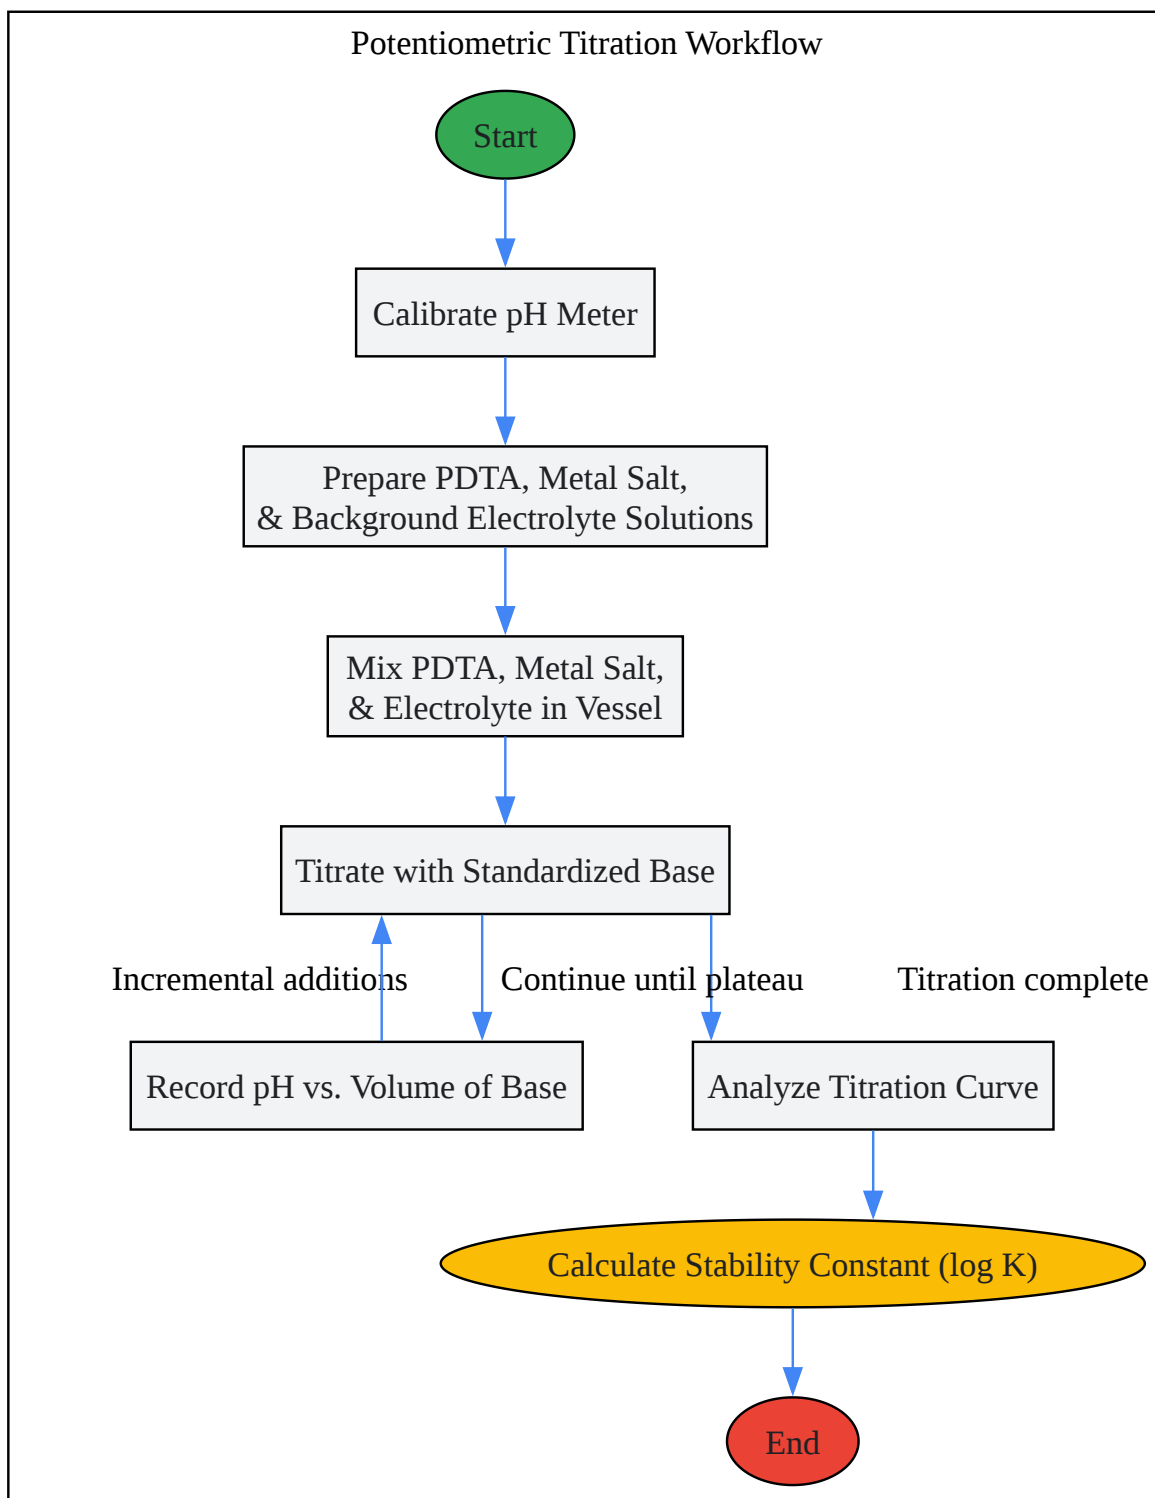 Potentiometric Titration Workflow
Start
Calibrate pH Meter
Prepare PDTA, Metal Salt,
& Background Electrolyte Solutions
Mix PDTA, Metal Salt,
& Electrolyte in Vessel
Titrate with Standardized Base
Incremental additions
Continue until plateau
Titration complete
Record pH vs. Volume of Base
Analyze Titration Curve
Calculate Stability Constant (log K)
End